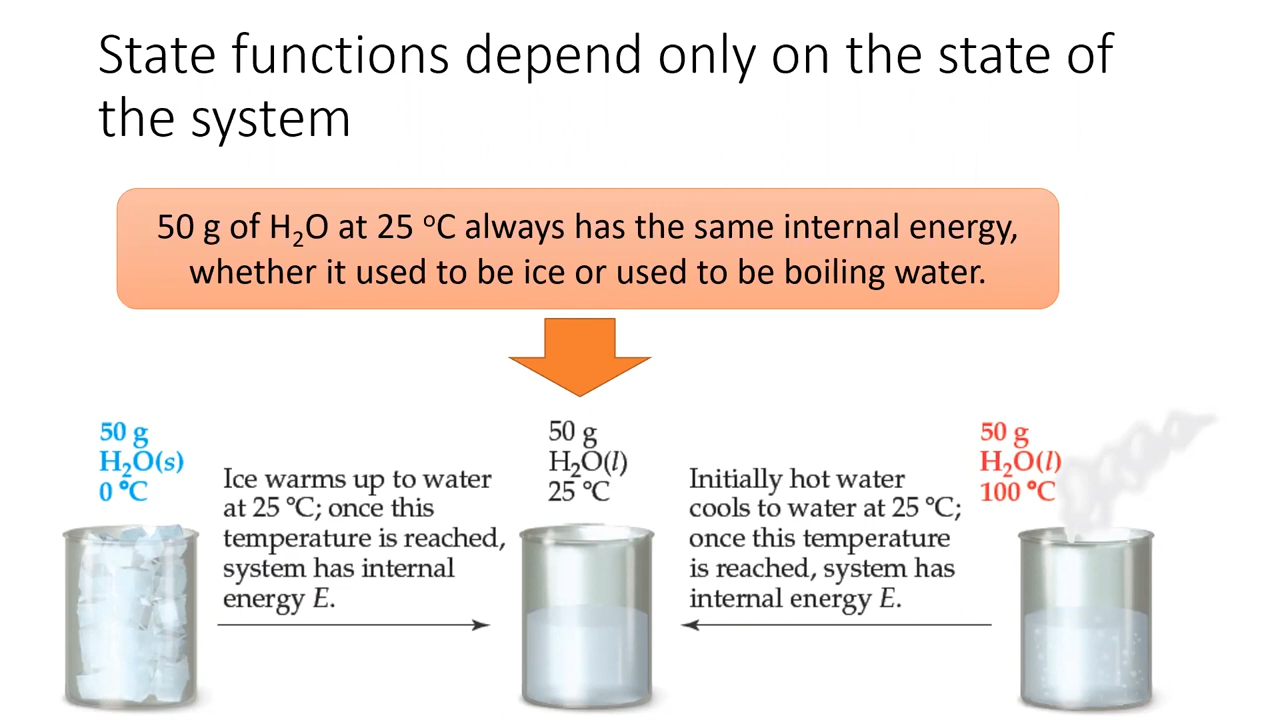 State functions depend only on the state of
the system
50 g of H₂O at 25 ᵒC always has the same internal energy,
whether it used to be ice or used to be boiling water.
50 g
H₂O(s)
0 °C
Ice warms up to water
at 25 °C; once this
temperature is reached,
system has internal
energy E.
50 g
H₂O(l)
25 °C
Initially hot water
cools to water at 25 °C;
once this temperature
is reached, system has
internal energy E.
50 g
H₂O(l)
100 °C